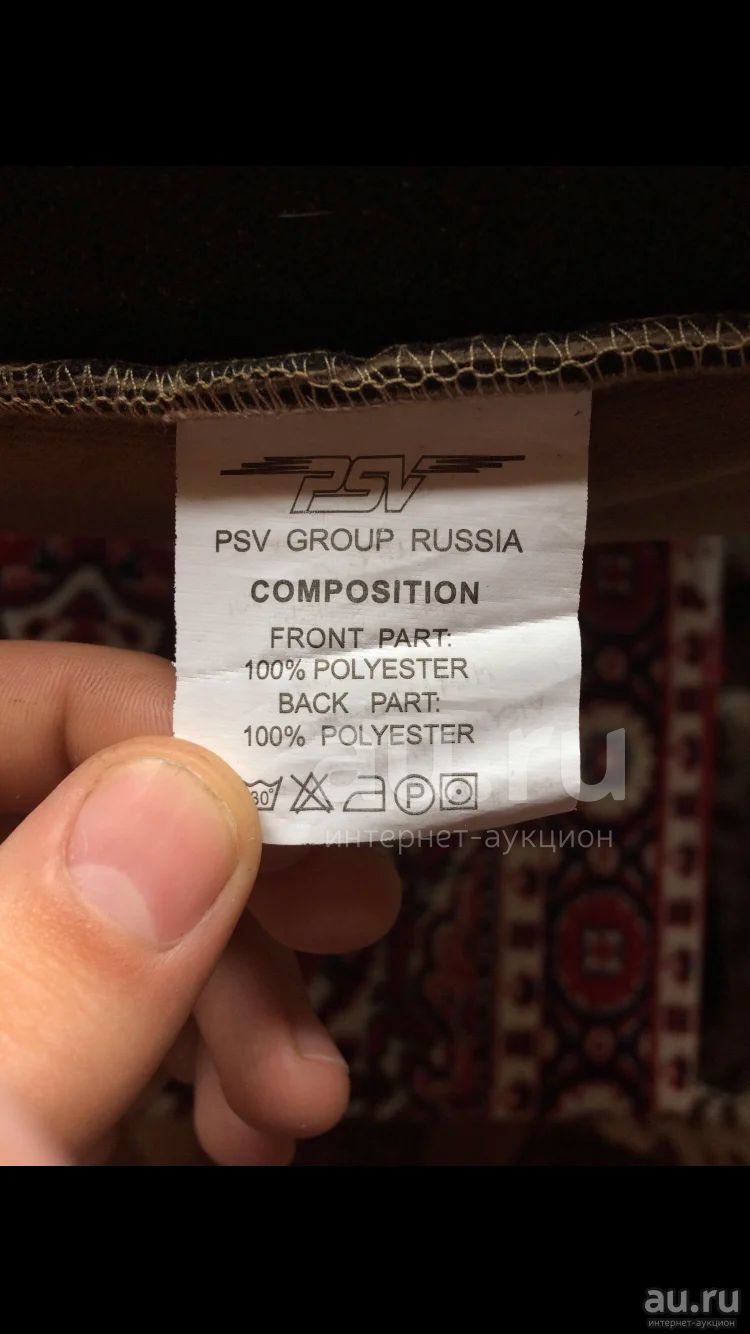 PSV
PSV GROUP RUSSIA
COMPOSITION
FRONT PART:
100% POLYESTER
BACK PART:
100% POLYESTER
30° P
au.ru
интернет-аукцион
au.ru
интернет-аукцион